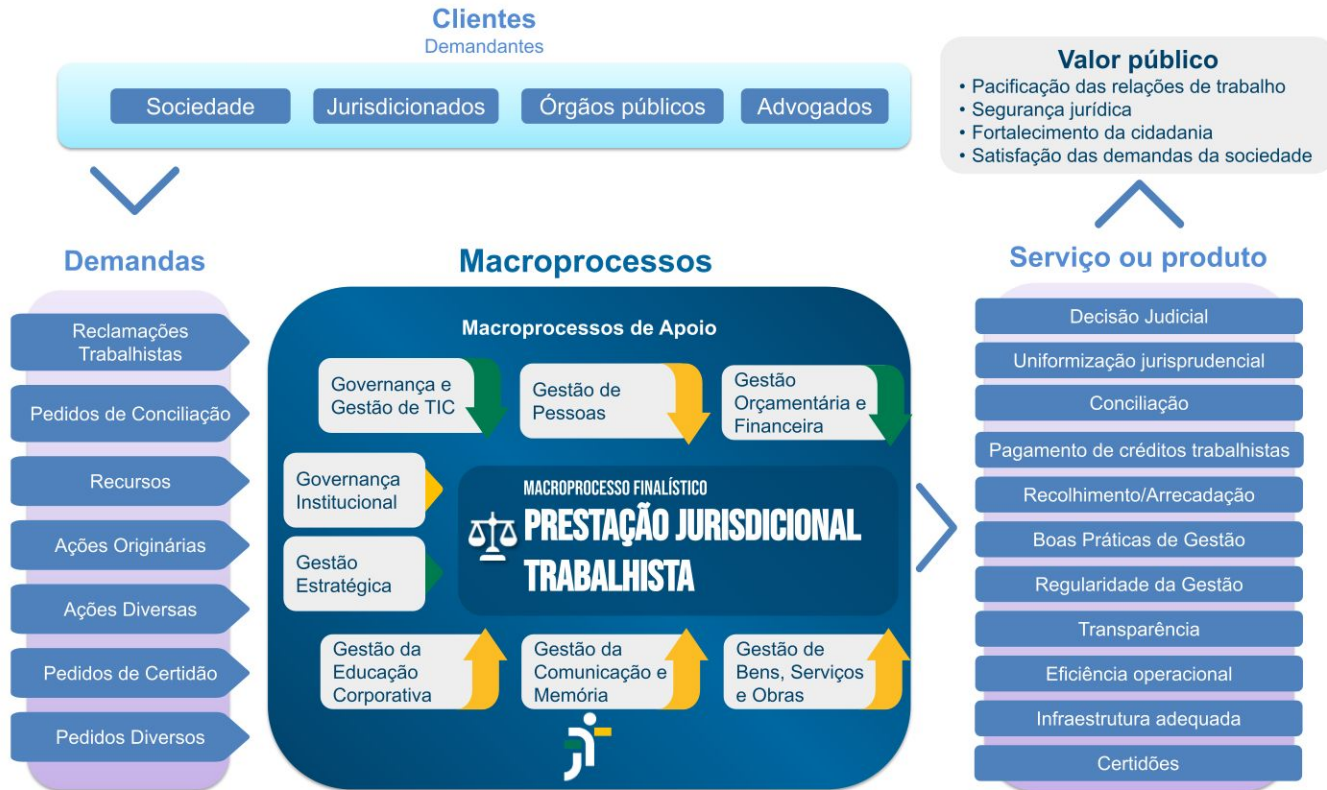 Clientes
Demandantes
Sociedade
Jurisdicionados
Órgãos públicos
Advogados
Valor público
• Pacificação das relações de trabalho
• Segurança jurídica
• Fortalecimento da cidadania
• Satisfação das demandas da sociedade
Demandas
Reclamações
Trabalhistas
Pedidos de Conciliação
Recursos
Ações Originárias
Ações Diversas
Pedidos de Certidão
Pedidos Diversos
Macroprocessos
Macroprocessos de Apoio
Governança e
Gestão de TIC
Gestão de
Pessoas
Gestão
Orçamentária e
Financeira
Governança
Institucional
Gestão
Estratégica
MACROPROCESSO FINALÍSTICO
PRESTAÇÃO JURISDICIONAL
TRABALHISTA
Gestão da
Educação
Corporativa
Gestão da
Comunicação e
Memória
Gestão de
Bens, Serviços
e Obras
Serviço ou produto
Decisão Judicial
Uniformização jurisprudencial
Conciliação
Pagamento de créditos trabalhistas
Recolhimento/Arrecadação
Boas Práticas de Gestão
Regularidade da Gestão
Transparência
Eficiência operacional
Infraestrutura adequada
Certidões